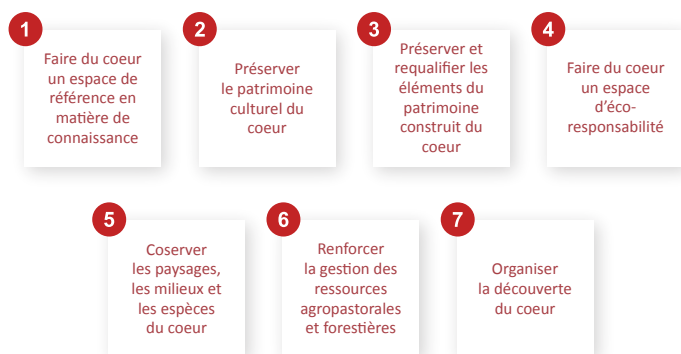 1
Faire du coeur
un espace de
référence en
matière de
connaissance
2
Préserver
le patrimoine
culturel du
coeur
3
Préserver et
requalifier les
éléments du
patrimoine
construit du
coeur
4
Faire du coeur
un espace
d'éco-
responsabilité
5
Coserver
les paysages,
les milieux et
les espèces
du coeur
6
Renforcer
la gestion des
ressources
agropastorales
et forestières
7
Organiser
la découverte
du coeur